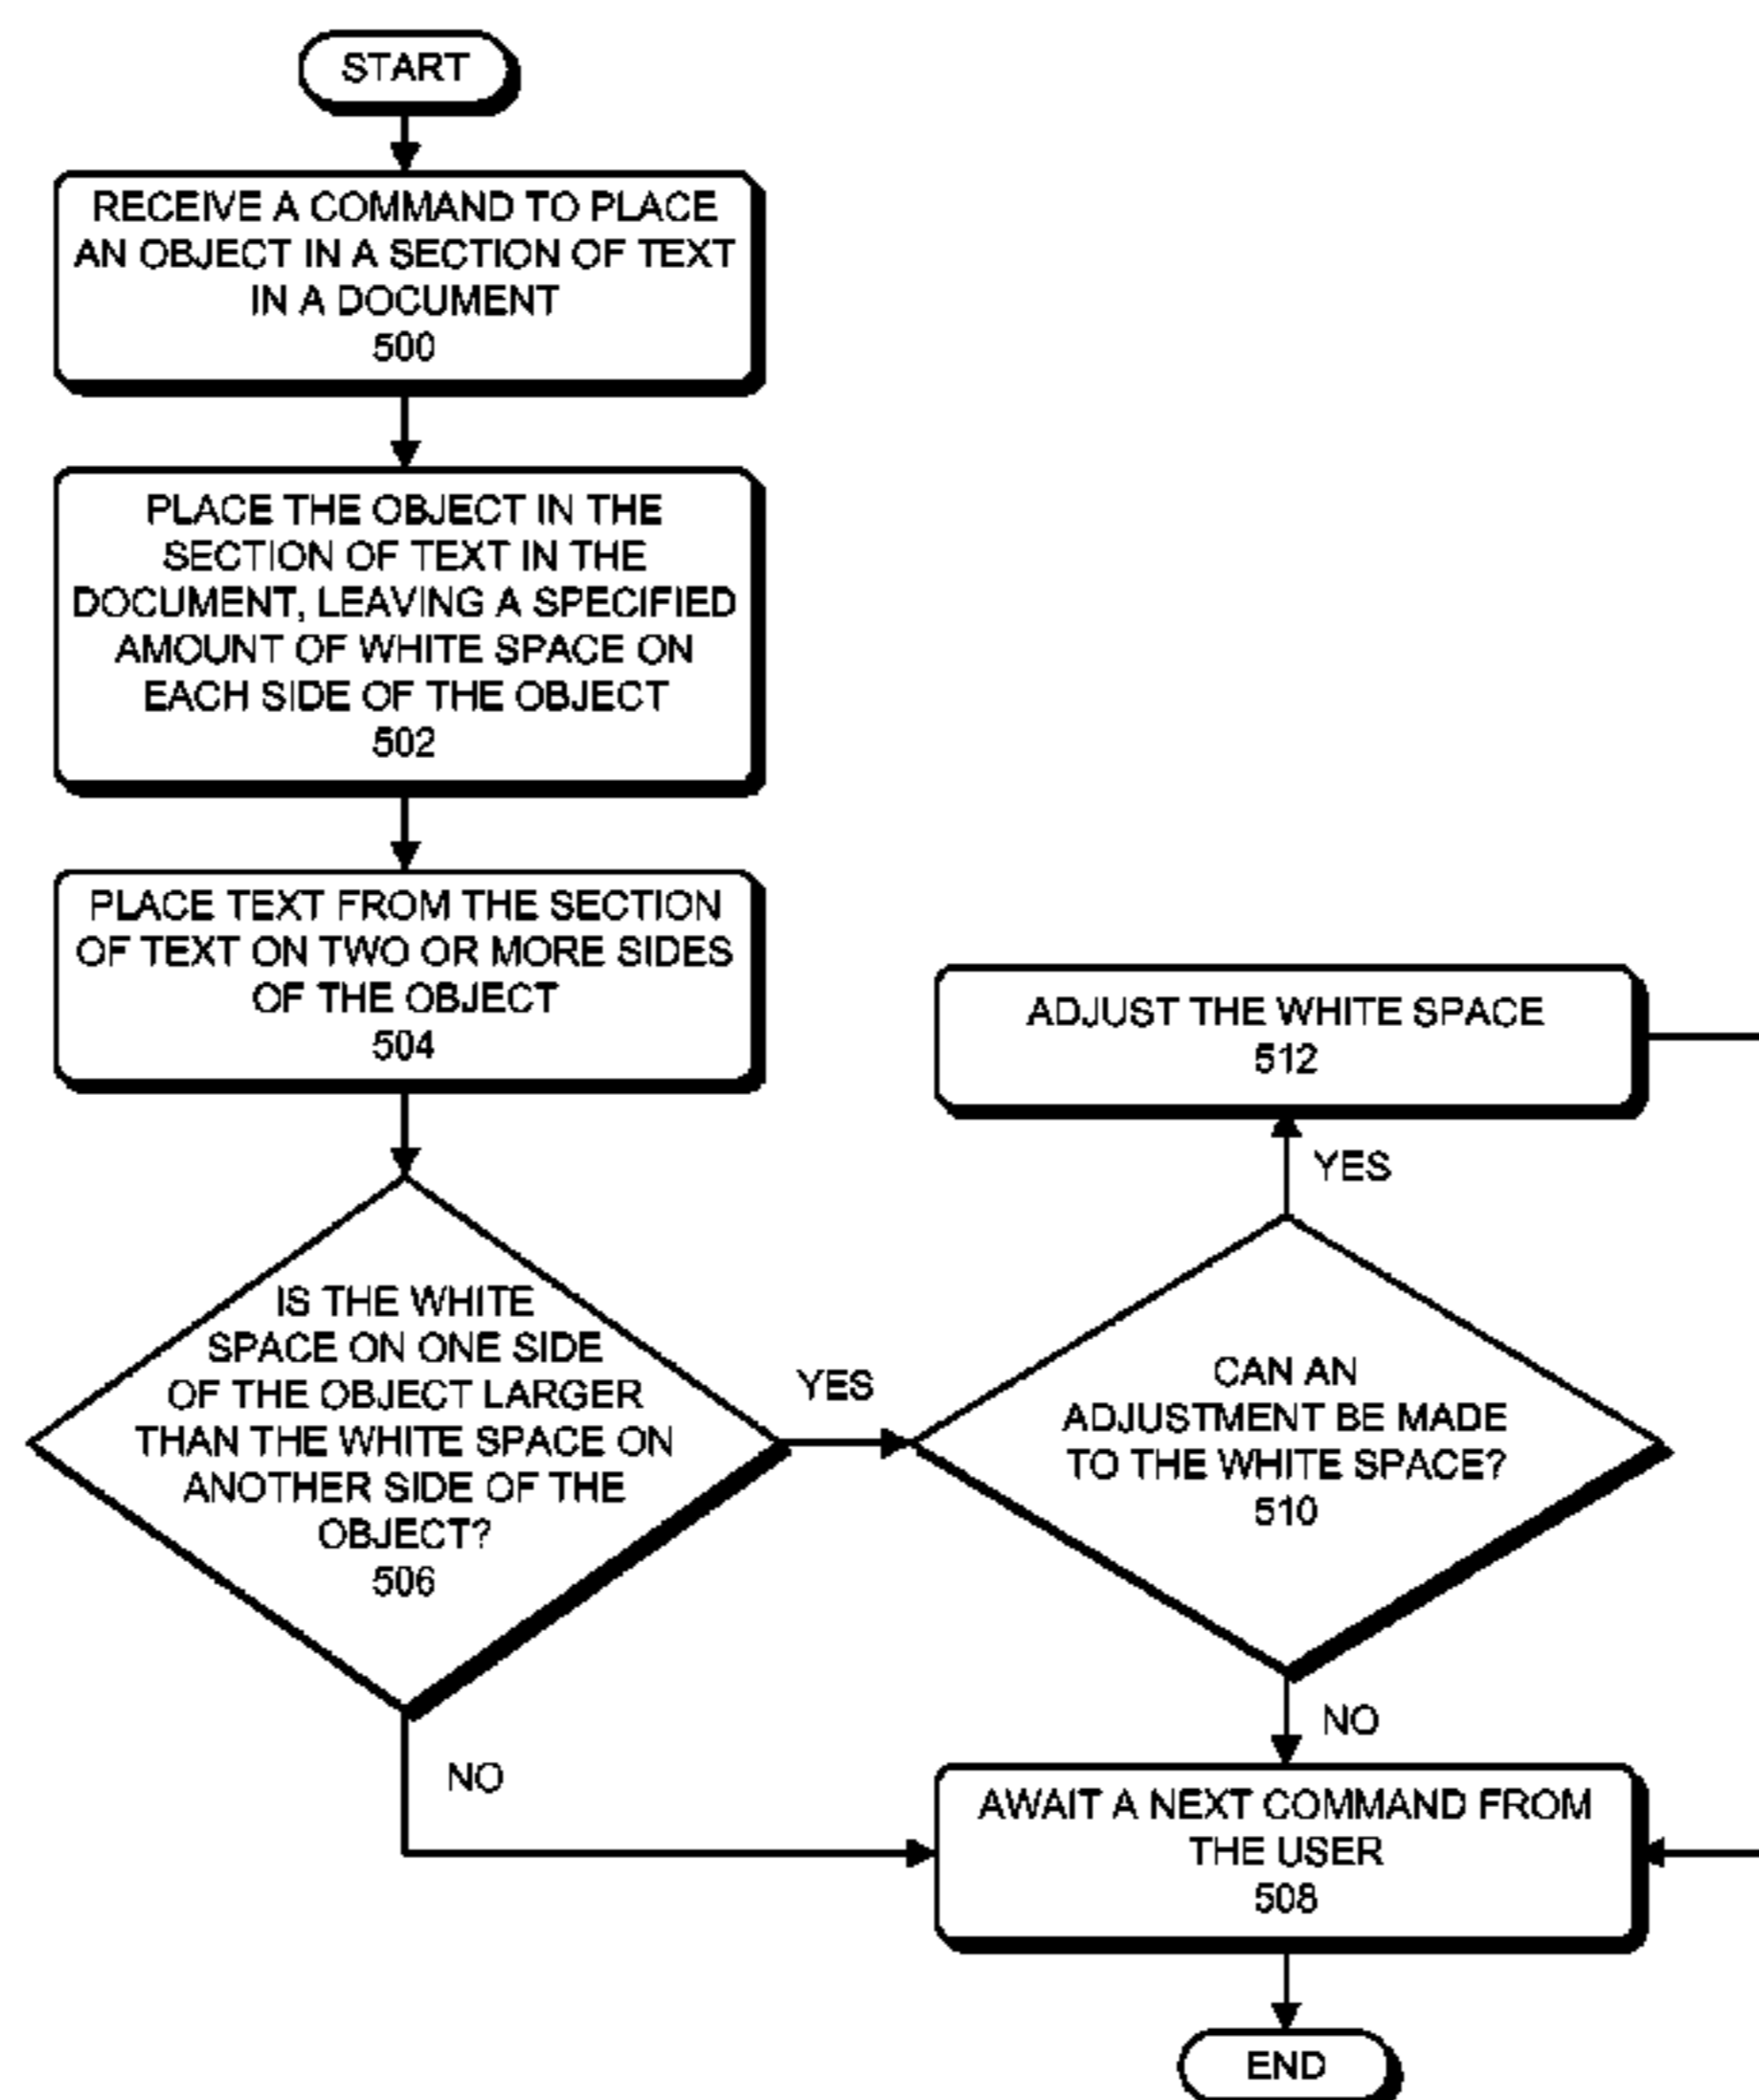 START
RECEIVE A COMMAND TO PLACE
AN OBJECT IN A SECTION OF TEXT
IN A DOCUMENT
500
PLACE THE OBJECT IN THE
SECTION OF TEXT IN THE
DOCUMENT, LEAVING A SPECIFIED
AMOUNT OF WHITE SPACE ON
EACH SIDE OF THE OBJECT
502
PLACE TEXT FROM THE SECTION
OF TEXT ON TWO OR MORE SIDES
OF THE OBJECT
504
IS THE WHITE
SPACE ON ONE SIDE
OF THE OBJECT LARGER
THAN THE WHITE SPACE ON
ANOTHER SIDE OF THE
OBJECT?
506
YES
NO
CAN AN
ADJUSTMENT BE MADE
TO THE WHITE SPACE?
510
YES
ADJUST THE WHITE SPACE
512
NO
AWAIT A NEXT COMMAND FROM
THE USER
508
END